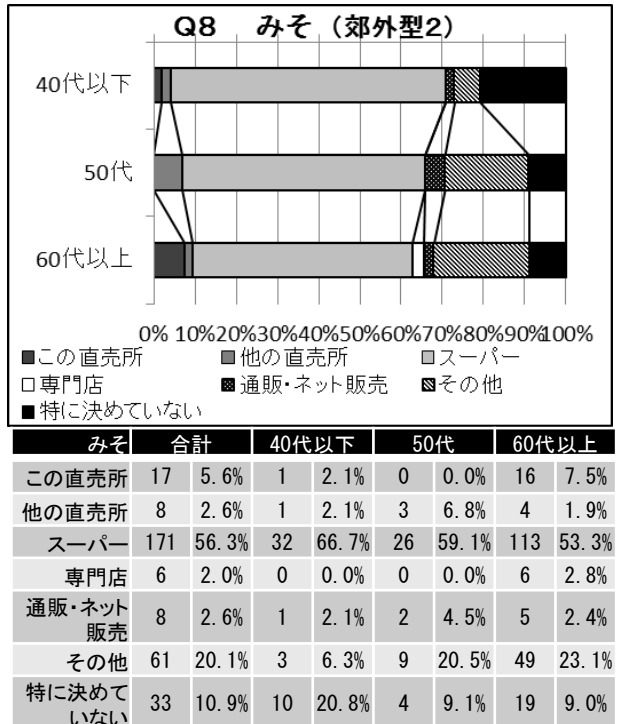 Q8 みそ（郊外型2）
40代以下
50代
60代以上
0% 10% 20% 30% 40% 50% 60% 70% 80% 90% 100%
■この直売所 ■他の直売所 ■スーパー
□専門店 ■通販・ネット販売 ■その他
■特に決めていない
みそ 合計 40代以下 50代 60代以上
この直売所 17 5.6% 1 2.1% 0 0.0% 16 7.5%
他の直売所 8 2.6% 1 2.1% 3 6.8% 4 1.9%
スーパー 171 56.3% 32 66.7% 26 59.1% 113 53.3%
専門店 6 2.0% 0 0.0% 0 0.0% 6 2.8%
通販・ネット
販売 8 2.6% 1 2.1% 2 4.5% 5 2.4%
その他 61 20.1% 3 6.3% 9 20.5% 49 23.1%
特に決めて
いない 33 10.9% 10 20.8% 4 9.1% 19 9.0%